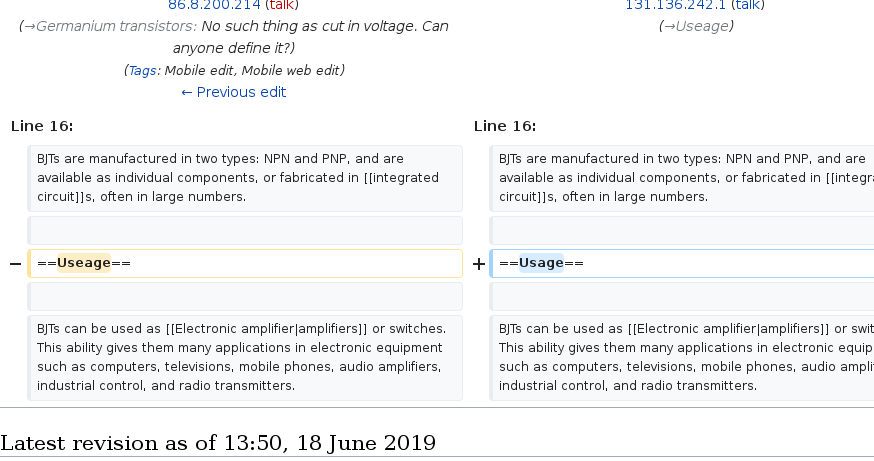 86.8.200.214 (talk)
(→Germanium transistors: No such thing as cut in voltage. Can
anyone define it?)
(Tags: Mobile edit, Mobile web edit)
← Previous edit
131.136.242.1 (talk)
(→Useage)
Line 16:
BJTs are manufactured in two types: NPN and PNP, and are
available as individual components, or fabricated in [[integrated
circuit]]s, often in large numbers.
− ==Useage==
BJTs can be used as [[Electronic amplifier|amplifiers]] or switches.
This ability gives them many applications in electronic equipment
such as computers, televisions, mobile phones, audio amplifiers,
industrial control, and radio transmitters.
Line 16:
BJTs are manufactured in two types: NPN and PNP, and are
available as individual components, or fabricated in [[integra
circuit]]s, often in large numbers.
+ ==Usage==
BJTs can be used as [[Electronic amplifier|amplifiers]] or swit
This ability gives them many applications in electronic equip
such as computers, televisions, mobile phones, audio amplif
industrial control, and radio transmitters.
Latest revision as of 13:50, 18 June 2019